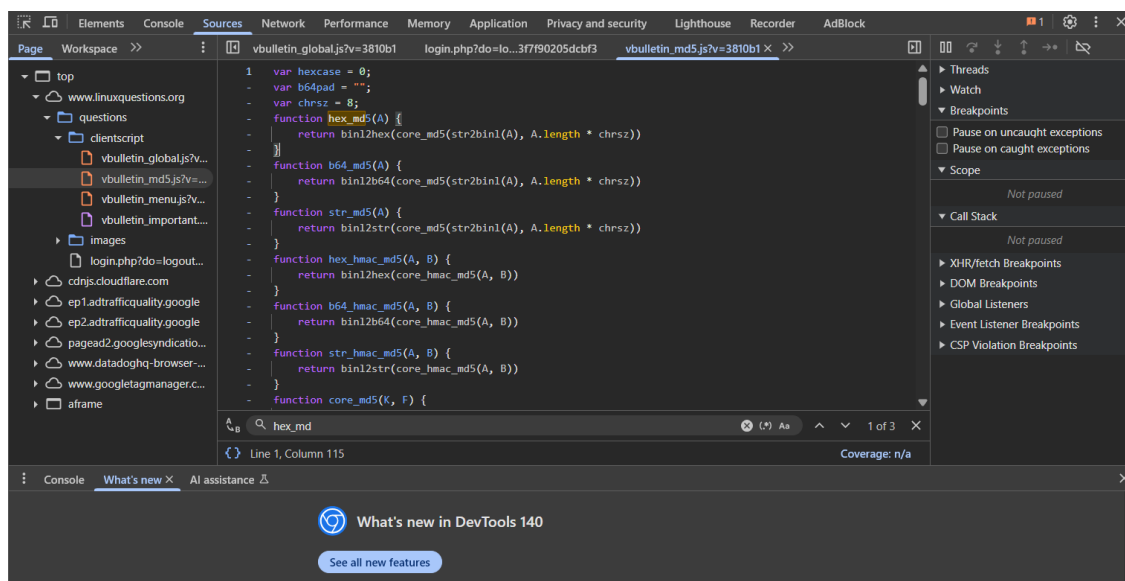 Elements Console Sources Network Performance Memory Application Privacy and security Lighthouse Recorder AdBlock 1
Page Workspace
vbulletin_global.js?v=3810b1 login.php?do=lo...3f7f90205dcbf3 vbulletin_md5.js?v=3810b1
top
www.linuxquestions.org
questions
clientscript
vbulletin_global.js?v...
vbulletin_md5.js?v=...
vbulletin_menu.js?v...
vbulletin_important....
images
login.php?do=logout...
cdnjs.cloudflare.com
ep1.adtrafficquality.google
ep2.adtrafficquality.google
pagead2.googlesyndicatio...
www.datadoghq-browser-...
www.googletagmanager.c...
aframe
1 var hexcase = 0;
- var b64pad = "";
- var chrsz = 8;
- function hex_md5(A) {
- return binl2hex(core_md5(str2binl(A), A.length * chrsz))
- }
- function b64_md5(A) {
- return binl2b64(core_md5(str2binl(A), A.length * chrsz))
- }
- function str_md5(A) {
- return binl2str(core_md5(str2binl(A), A.length * chrsz))
- }
- function hex_hmac_md5(A, B) {
- return binl2hex(core_hmac_md5(A, B))
- }
- function b64_hmac_md5(A, B) {
- return binl2b64(core_hmac_md5(A, B))
- }
- function str_hmac_md5(A, B) {
- return binl2str(core_hmac_md5(A, B))
- }
- function core_md5(K, F) {
hex_md (.*) Aa 1 of 3
{} Line 1, Column 115 Coverage: n/a
Threads
Watch
Breakpoints
Pause on uncaught exceptions
Pause on caught exceptions
Scope
Not paused
Call Stack
Not paused
XHR/fetch Breakpoints
DOM Breakpoints
Global Listeners
Event Listener Breakpoints
CSP Violation Breakpoints
Console What's new AI assistance
What's new in DevTools 140
See all new features